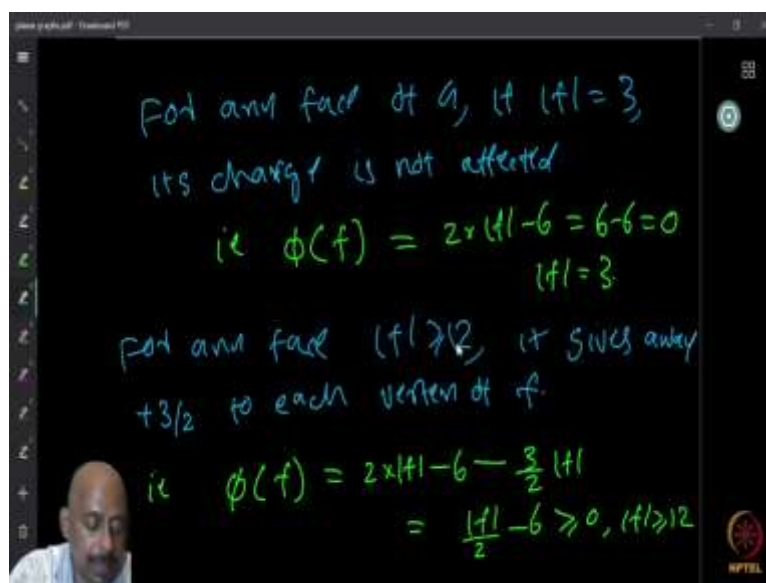 For any face of G, if |f| = 3,
its charge is not affected
ie ϕ(f) = 2×|f| - 6 = 6-6 = 0
|f| = 3.
For any face |f| ⩾ 12, it gives away
+3/2 to each vertex of f.
ie ϕ(f) = 2×|f| - 6 - 3/2 |f|
= |f|/2 - 6 ⩾ 0, |f| ⩾ 12
NPTEL